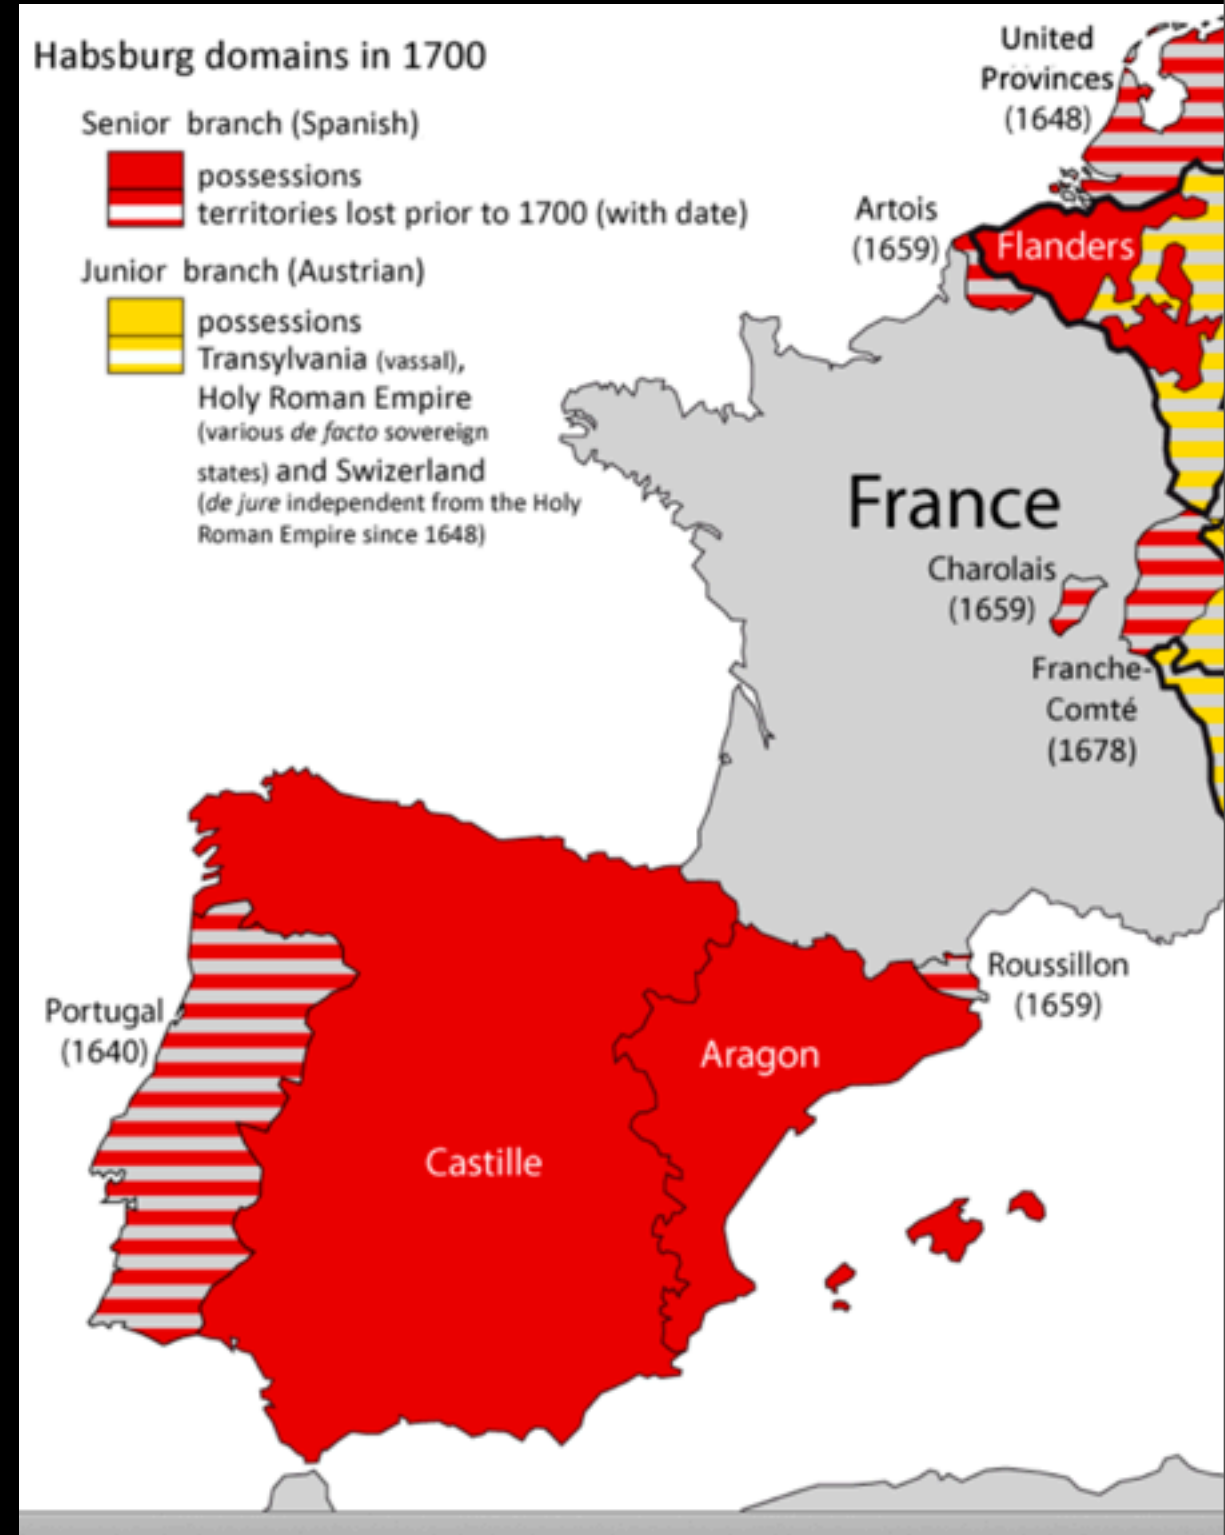 Habsburg domains in 1700
Senior branch (Spanish)
possessions
territories lost prior to 1700 (with date)
Junior branch (Austrian)
possessions
Transylvania (vassal),
Holy Roman Empire
(various de facto sovereign
states) and Swizerland
(de jure independent from the Holy
Roman Empire since 1648)
United
Provinces
(1648)
Artois
(1659)
Flanders
France
Charolais
(1659)
Franche-
Comté
(1678)
Roussillon
(1659)
Portugal
(1640)
Aragon
Castille